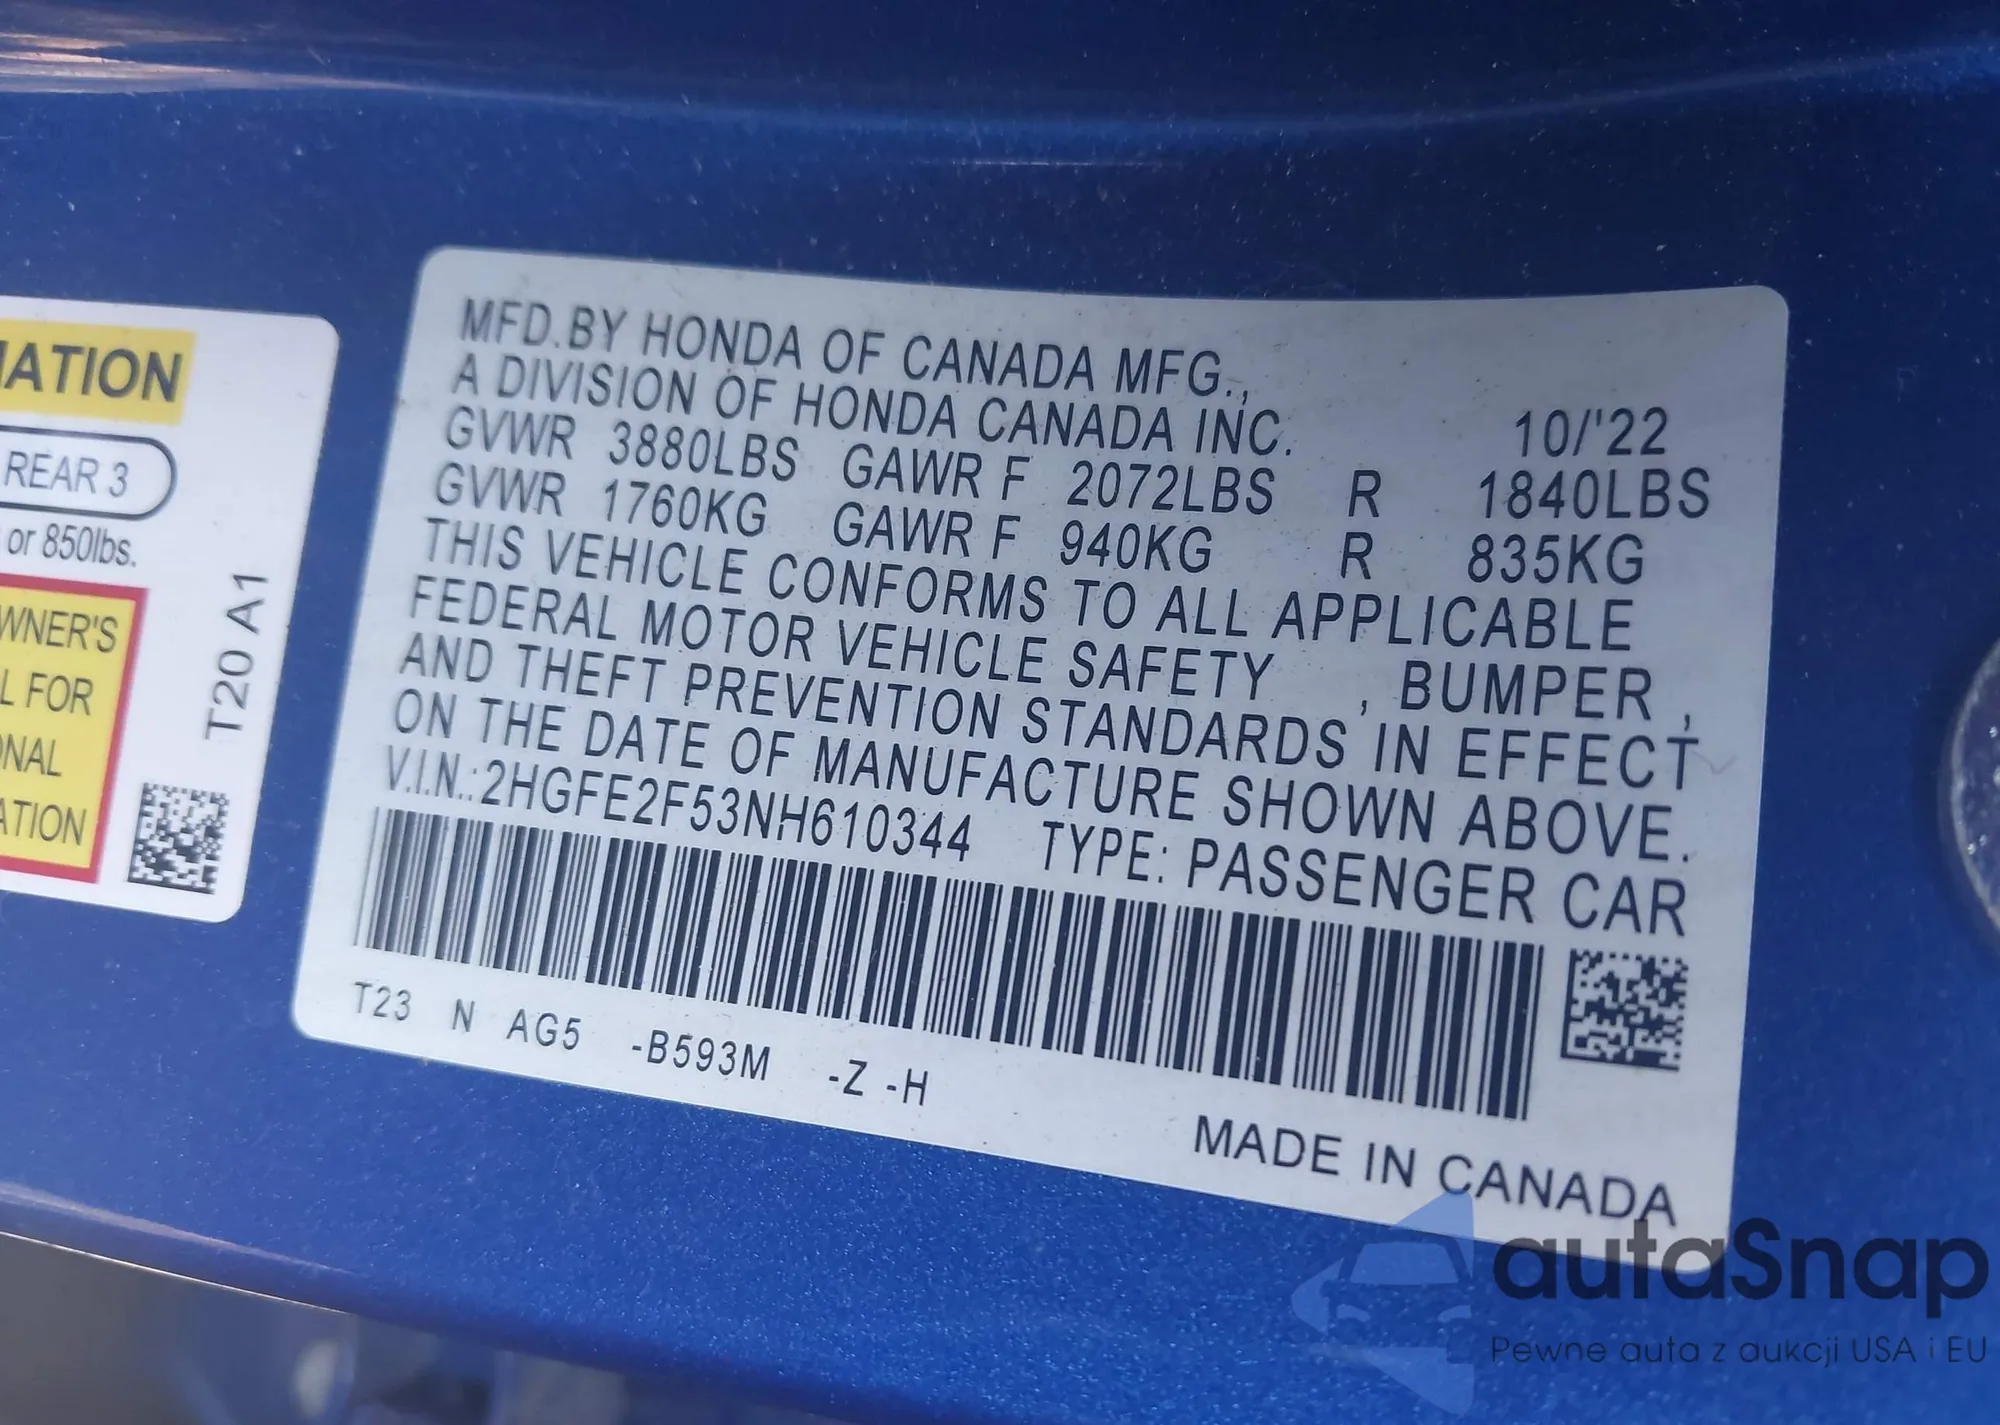 MATION
REAR 3
or 850lbs.
OWNER'S
L FOR
ONAL
ATION
T20 A1
MFD.BY HONDA OF CANADA MFG.,
A DIVISION OF HONDA CANADA INC. 10/'22
GVWR 3880LBS GAWR F 2072LBS R 1840LBS
GVWR 1760KG GAWR F 940KG R 835KG
THIS VEHICLE CONFORMS TO ALL APPLICABLE
FEDERAL MOTOR VEHICLE SAFETY , BUMPER ,
AND THEFT PREVENTION STANDARDS IN EFFECT
ON THE DATE OF MANUFACTURE SHOWN ABOVE.
V.I.N.:2HGFE2F53NH610344 TYPE: PASSENGER CAR
T23 N AG5 -B593M -Z -H
MADE IN CANADA
autaSnap
Pewne auta z aukcji USA i EU